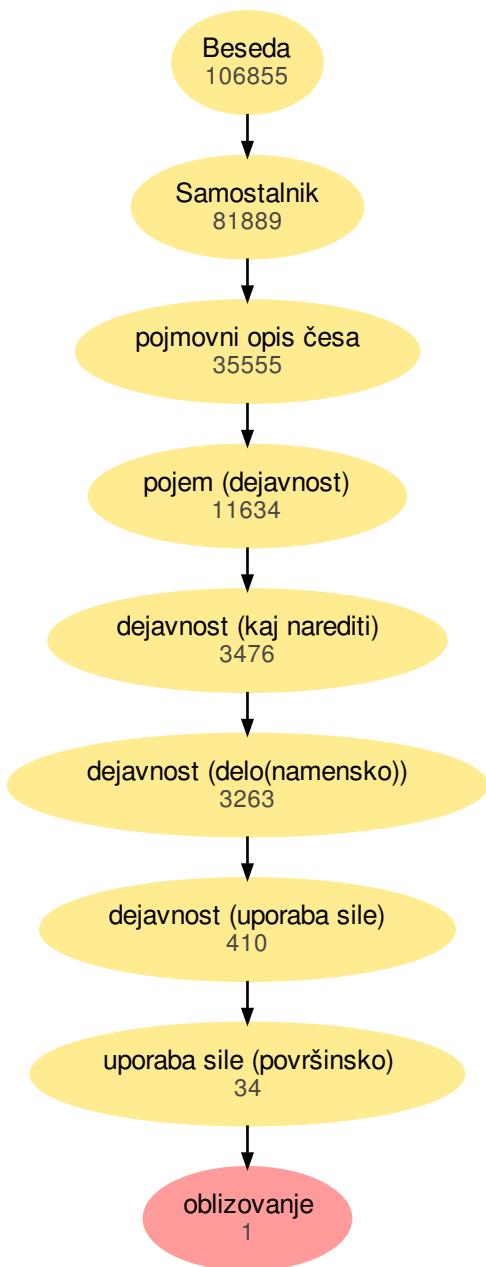 Beseda
106855
Samostalnik
81889
pojmovni opis česa
35555
pojem (dejavnost)
11634
dejavnost (kaj narediti)
3476
dejavnost (delo(namensko))
3263
dejavnost (uporaba sile)
410
uporaba sile (površinsko)
34
oblizovanje
1